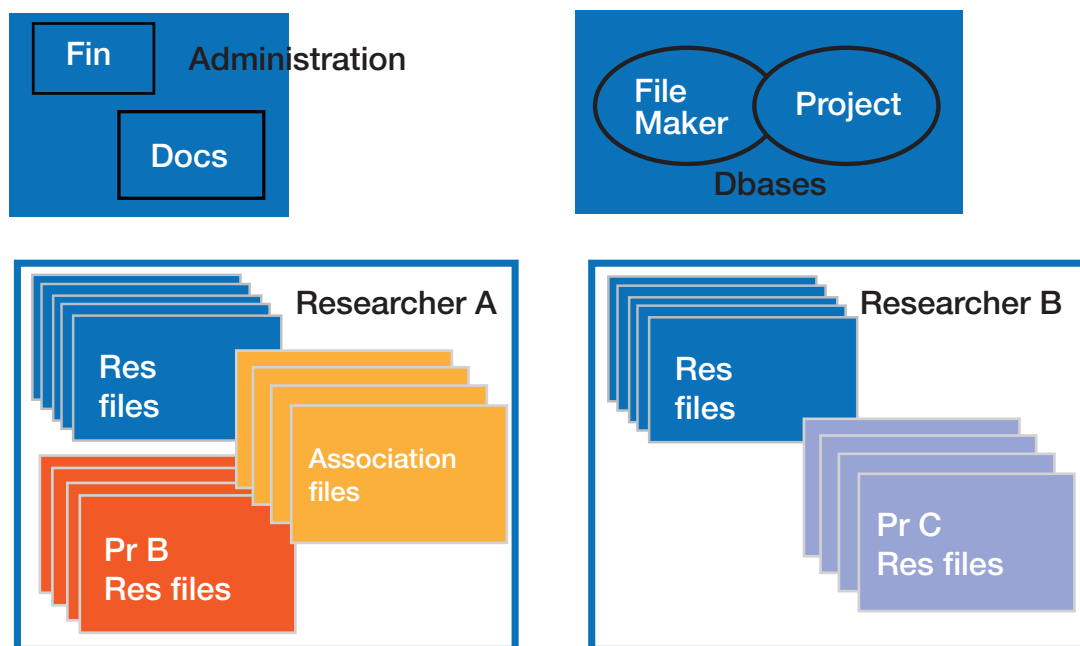 Fin
Administration
Docs
File
Maker
Project
Dbases
Researcher A
Res
files
Association
files
Pr B
Res files
Researcher B
Res
files
Pr C
Res files